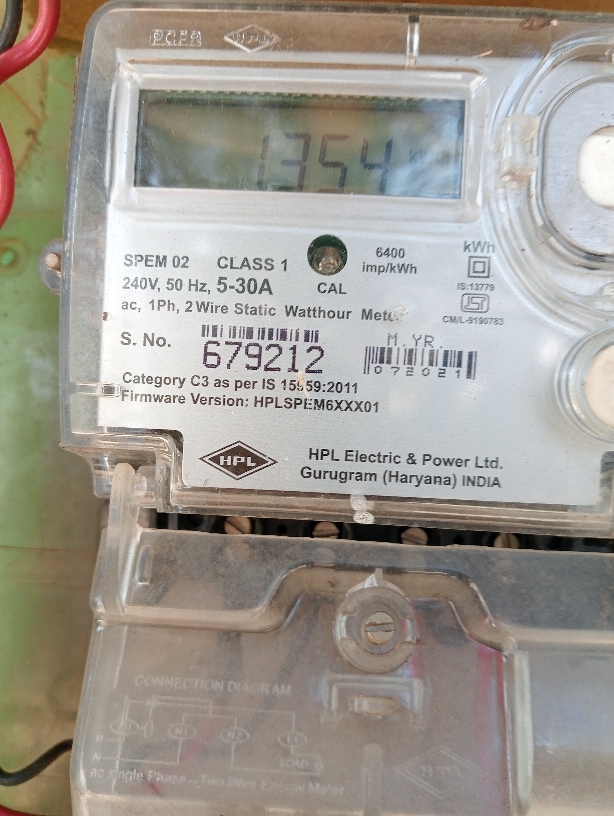 1354
SPEM 02 CLASS 1
6400
imp/kWh
kWh
240V, 50 Hz, 5-30A
CAL
IS:13779
ac, 1Ph, 2 Wire Static Watthour Meter
CM/L-9190783
S. No.
679212
M.YR.
072021
Category C3 as per IS 15959:2011
Firmware Version: HPLSPEM6XXX01
HPL
HPL Electric & Power Ltd.
Gurugram (Haryana) INDIA
CONNECTION DIAGRAM
P
N
LOAD
ac single Phase - Two Wire Energy Meter